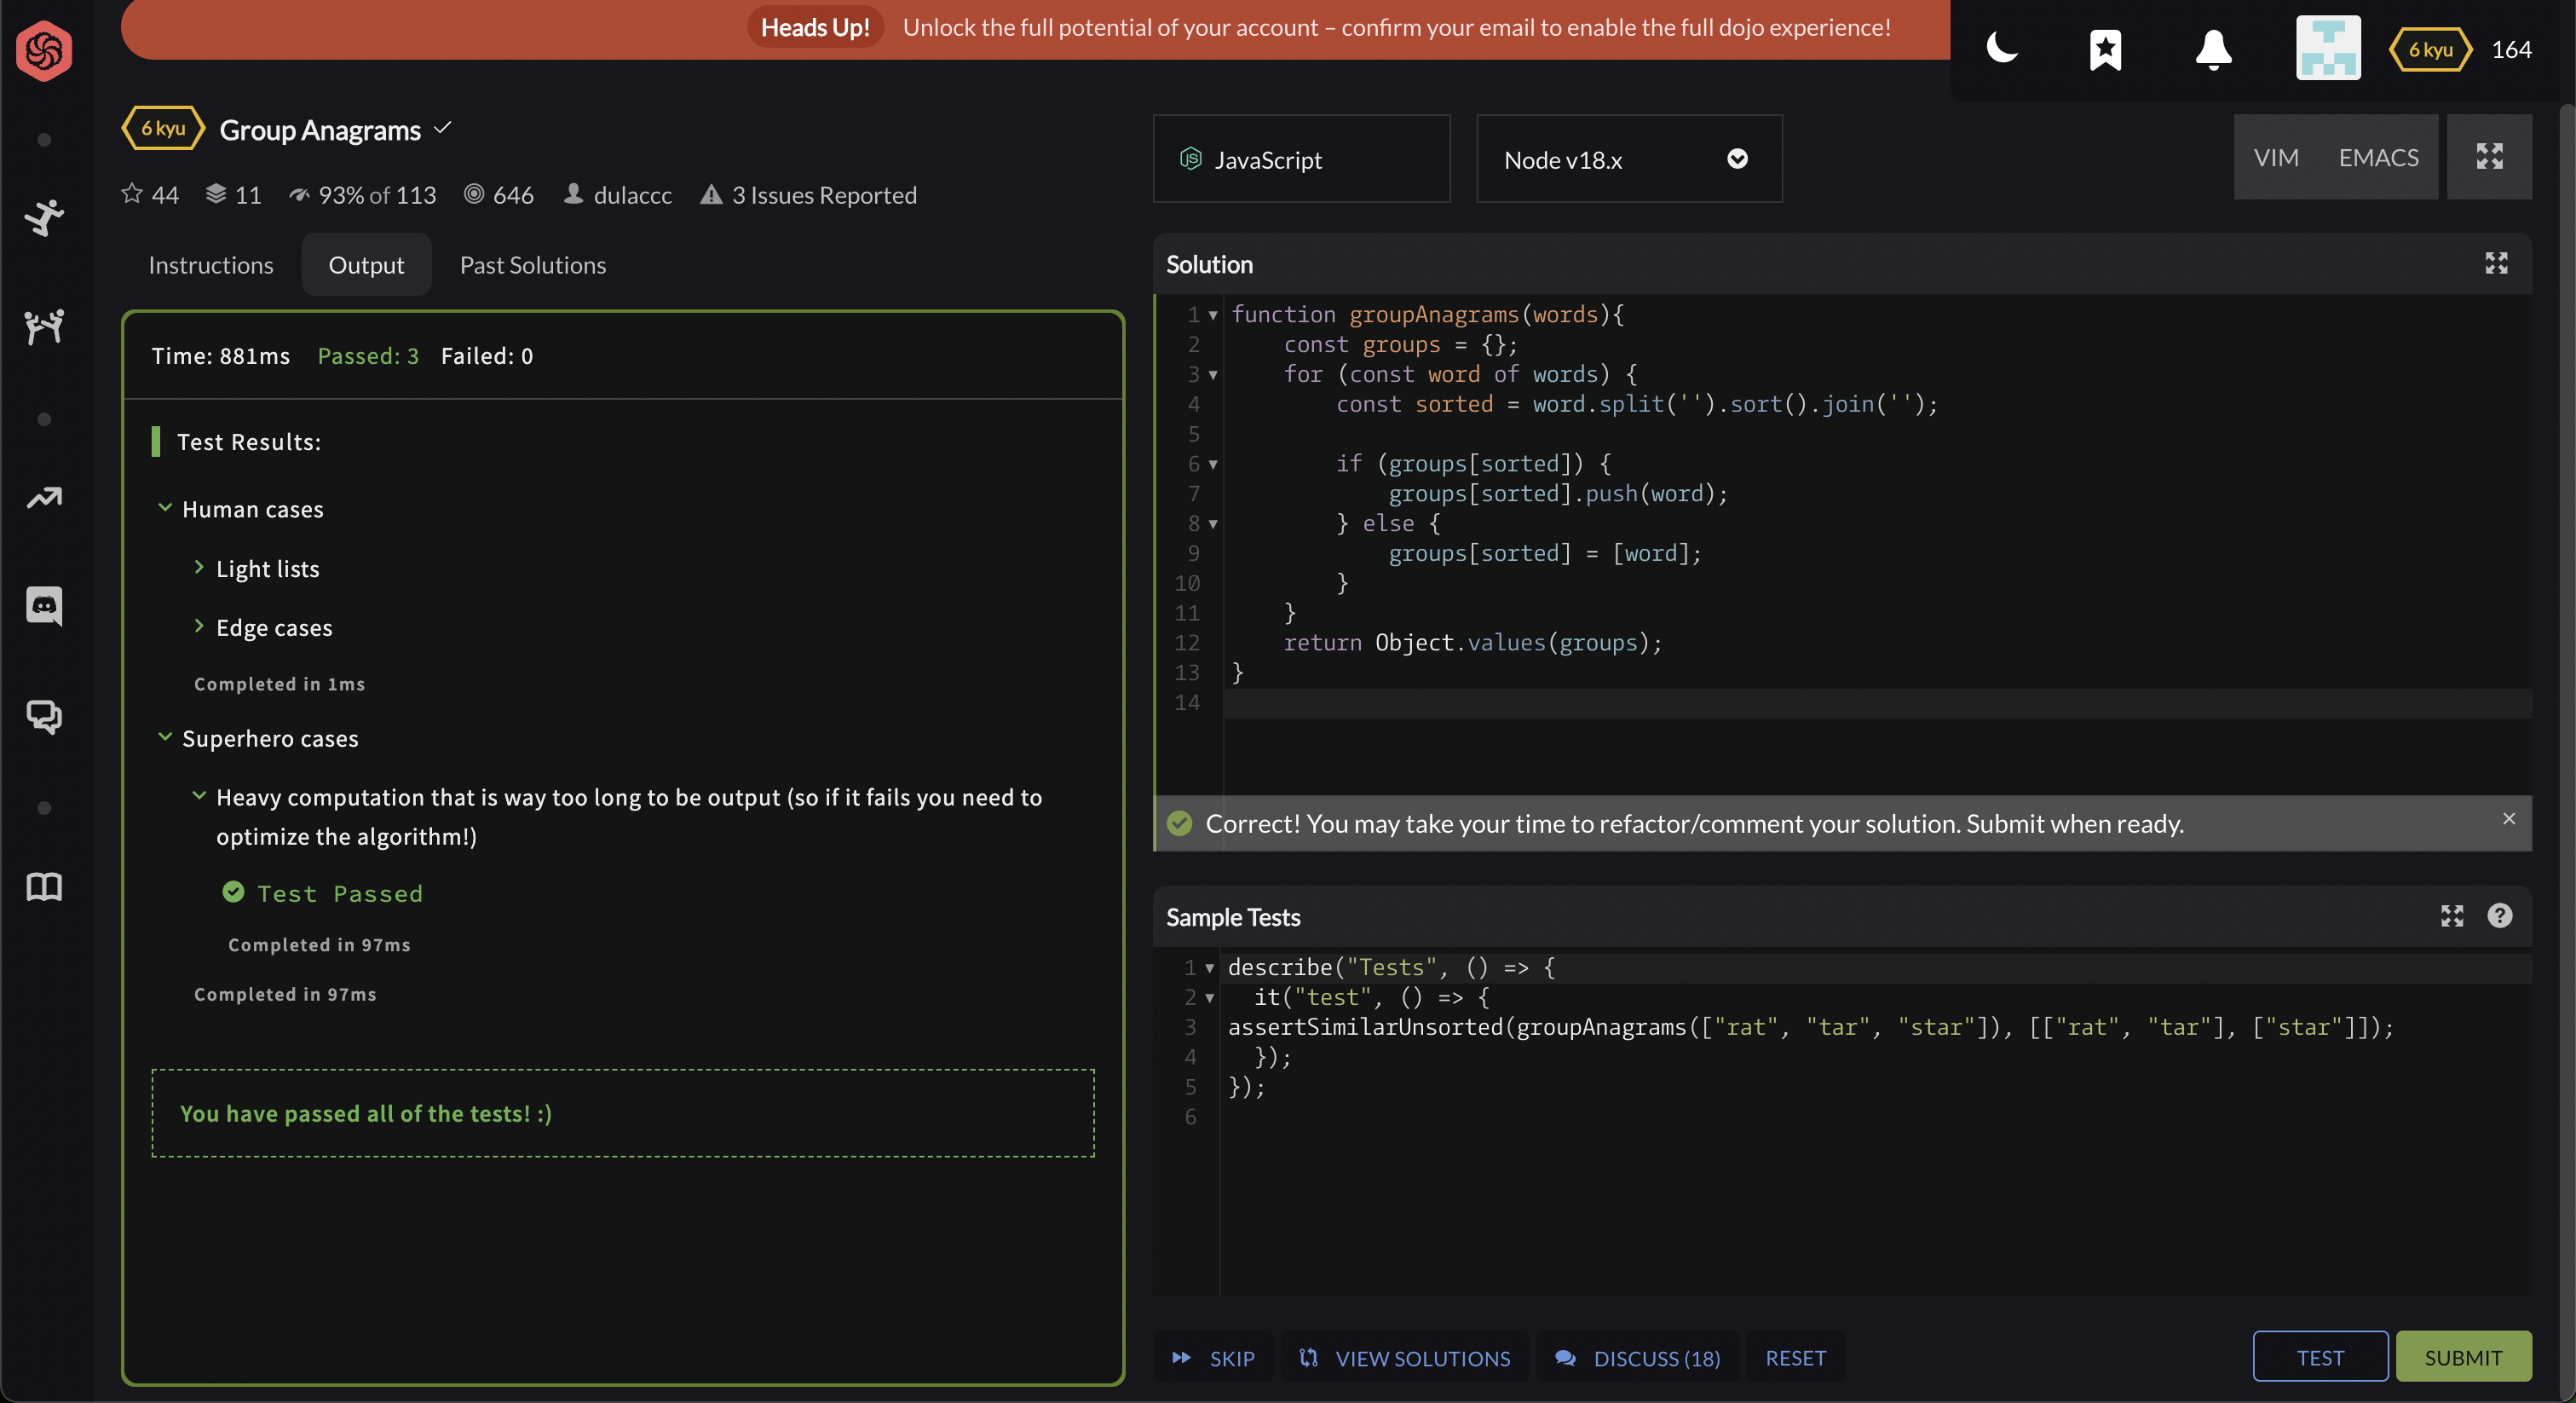 Heads Up! Unlock the full potential of your account – confirm your email to enable the full dojo experience!
6 kyu 164
6 kyu Group Anagrams
44 11 93% of 113 646 dulaccc 3 Issues Reported
Instructions Output Past Solutions
Time: 881ms Passed: 3 Failed: 0
Test Results:
Human cases
Light lists
Edge cases
Completed in 1ms
Superhero cases
Heavy computation that is way too long to be output (so if it fails you need to
optimize the algorithm!)
Test Passed
Completed in 97ms
Completed in 97ms
You have passed all of the tests! :)
JS JavaScript
Node v18.x
VIM EMACS
Solution
1 function groupAnagrams(words){
2     const groups = {};
3     for (const word of words) {
4         const sorted = word.split('').sort().join('');
5
6         if (groups[sorted]) {
7             groups[sorted].push(word);
8         } else {
9             groups[sorted] = [word];
10         }
11     }
12     return Object.values(groups);
13 }
14
Correct! You may take your time to refactor/comment your solution. Submit when ready.
Sample Tests
1 describe("Tests", () => {
2   it("test", () => {
3 assertSimilarUnsorted(groupAnagrams(["rat", "tar", "star"]), [["rat", "tar"], ["star"]]);
4   });
5 });
6
SKIP VIEW SOLUTIONS DISCUSS (18) RESET TEST SUBMIT